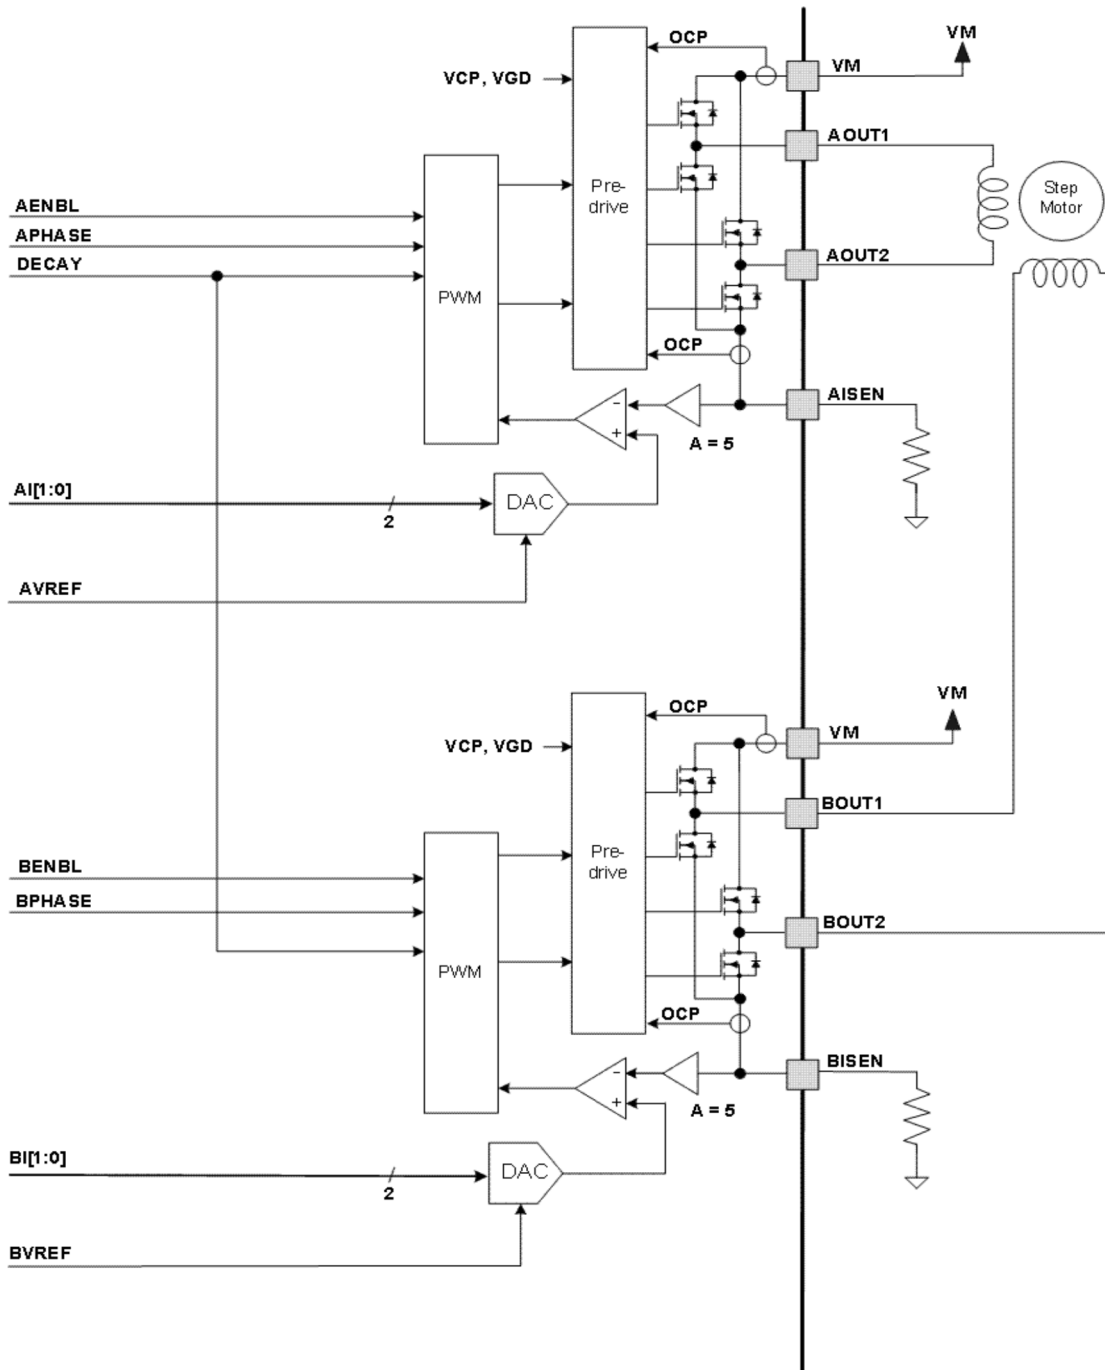 OCP
VM
VCP, VGD
VM
AOUT1
Pre-
drive
Step
Motor
AENBL
APHASE
DECAY
AOUT2
PWM
OCP
AISEN
-
+
A = 5
AI[1:0]
2
DAC
AVREF
OCP
VM
VCP, VGD
VM
BOUT1
Pre-
drive
BENBL
BPHASE
BOUT2
PWM
OCP
BISEN
-
+
A = 5
BI[1:0]
2
DAC
BVREF